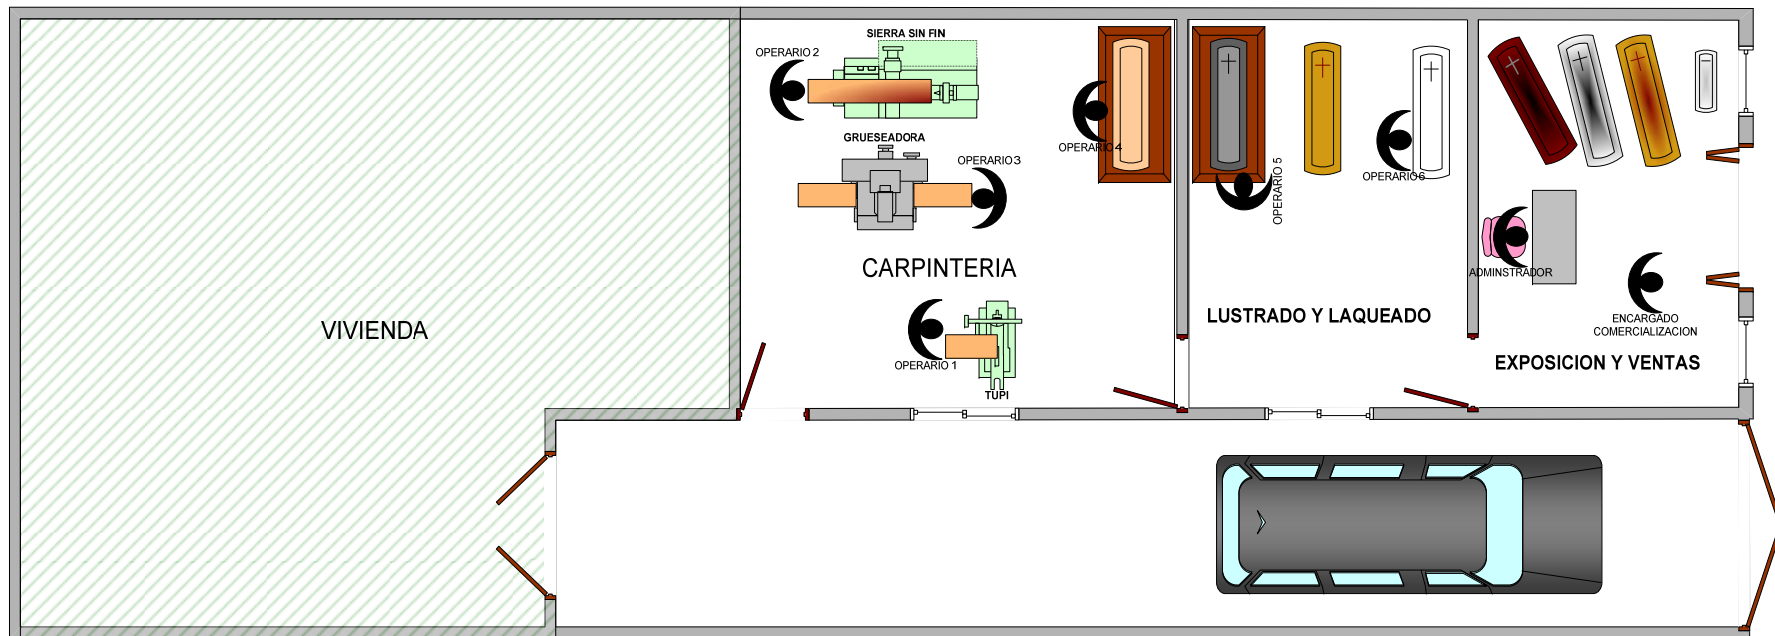 SIERRA SIN FIN
OPERARIO 2
GRUESEADORA
OPERARIO 3
OPERARIO 4
OPERARIO 5
OPERARIO 6
CARPINTERIA
ADMINSTRADOR
VIVIENDA
LUSTRADO Y LAQUEADO
ENCARGADO
COMERCIALIZACION
OPERARIO 1
EXPOSICION Y VENTAS
TUPI